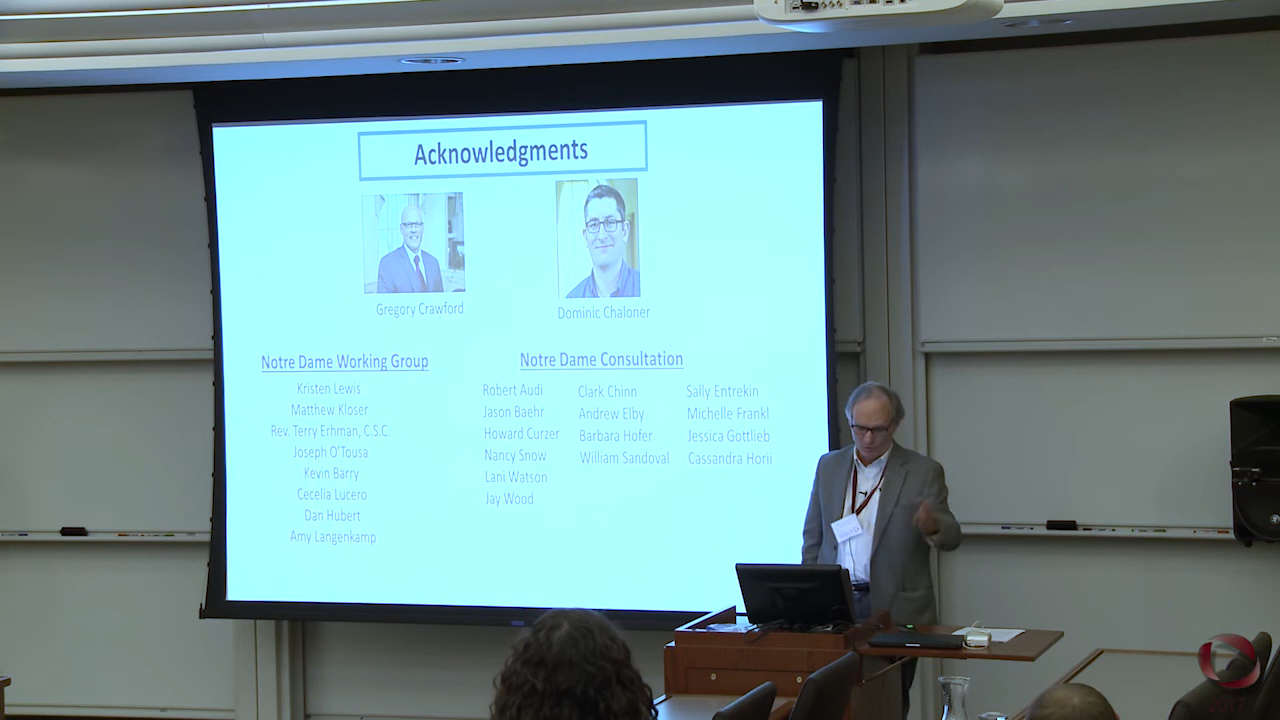 Acknowledgments
Gregory Crawford
Dominic Chaloner
Notre Dame Working Group
Kristen Lewis
Matthew Kloser
Rev. Terry Erhman, C.S.C.
Joseph O'Tousa
Kevin Barry
Cecelia Lucero
Dan Hubert
Amy Langenkamp
Notre Dame Consultation
Robert Audi Clark Chinn Sally Entrekin
Jason Baehr Andrew Elby Michelle Frankl
Howard Curzer Barbara Hofer Jessica Gottlieb
Nancy Snow William Sandoval Cassandra Horii
Lani Watson
Jay Wood
2017